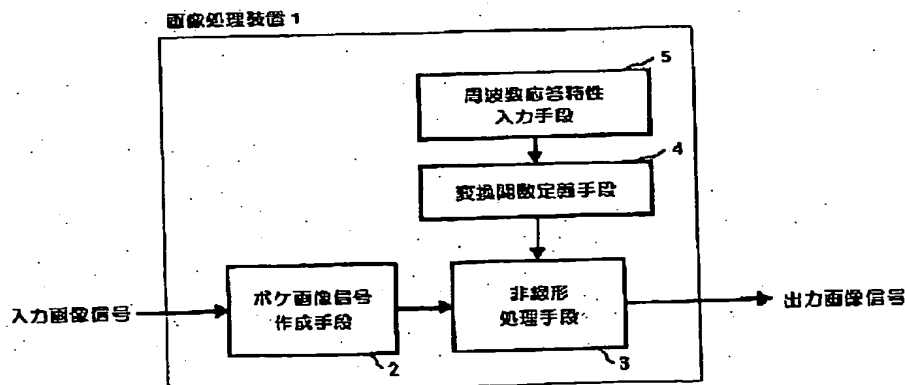 画像処理装置1
5
周波数応答特性
入力手段
4
変換関数定義手段
入力画像信号
ボケ画像信号
作成手段
2
非線形
処理手段
3
出力画像信号